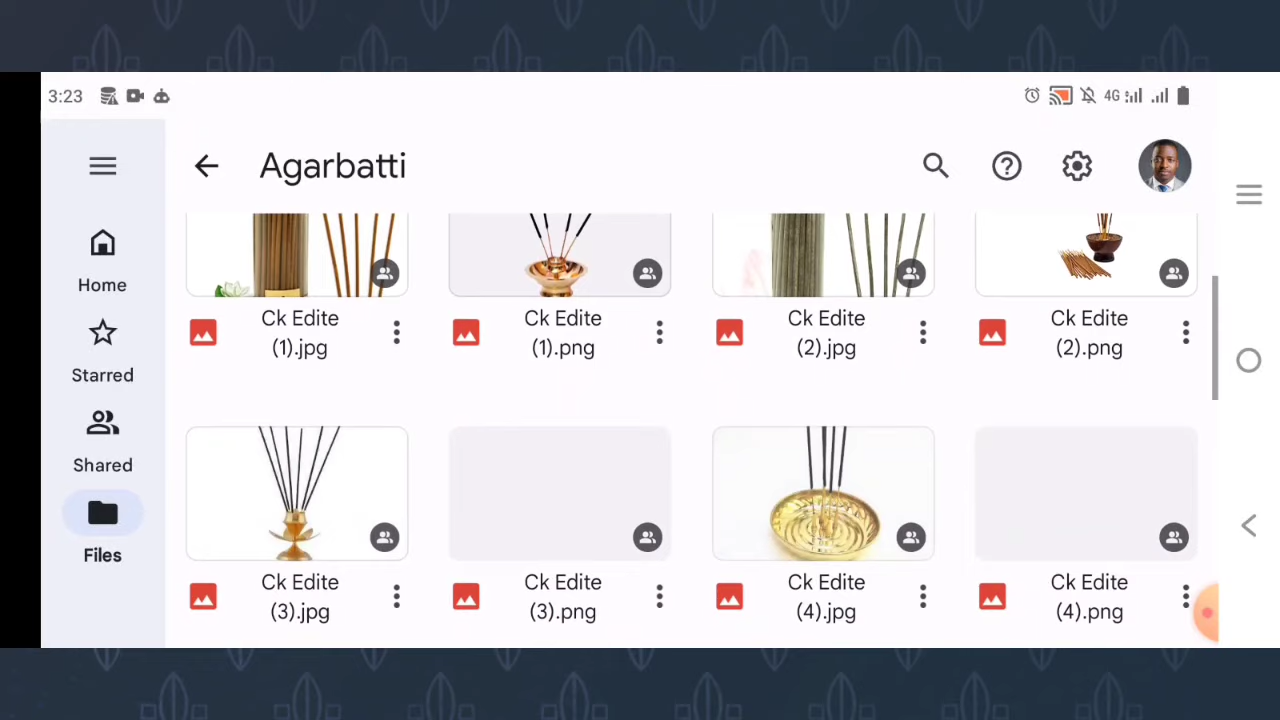 3:23
4G
Agarbatti
Home
Starred
Shared
Files
Ck Edite
(1).jpg
Ck Edite
(1).png
Ck Edite
(2).jpg
Ck Edite
(2).png
Ck Edite
(3).jpg
Ck Edite
(3).png
Ck Edite
(4).jpg
Ck Edite
(4).png